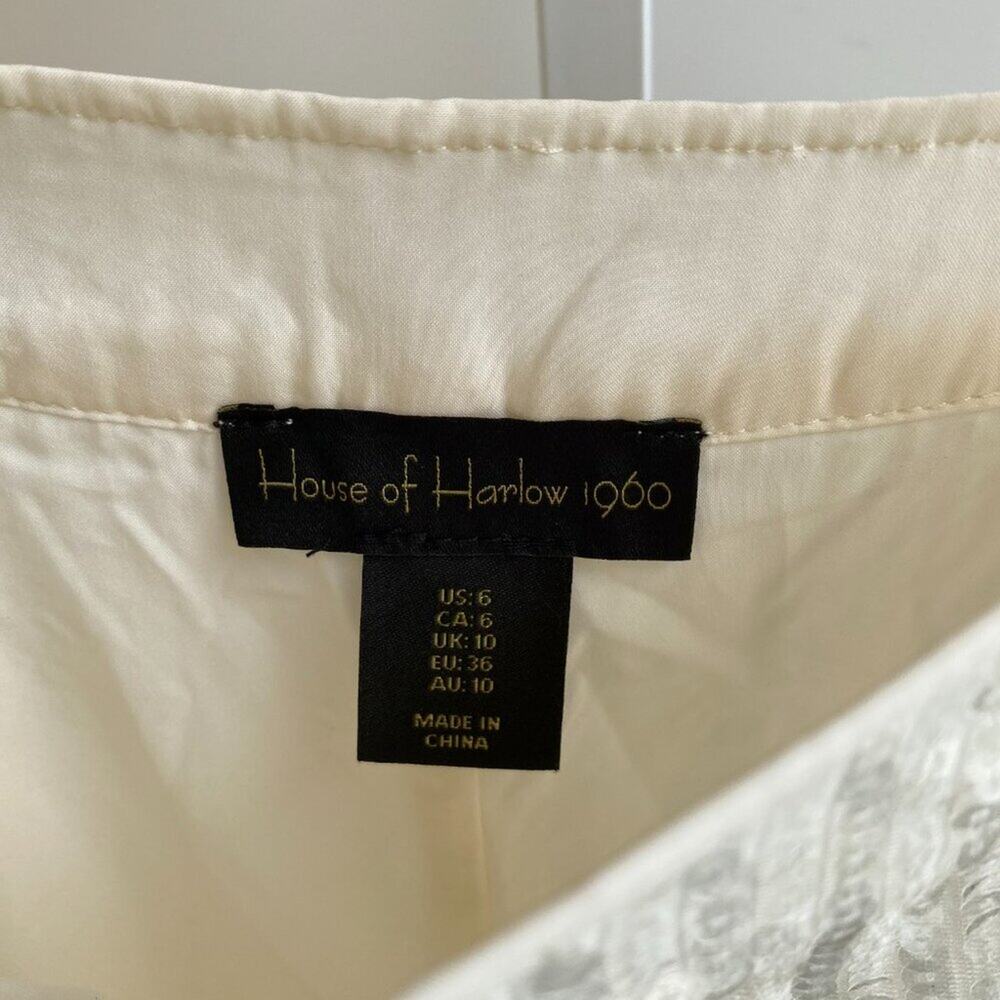 House of Harlow 1960
US: 6
CA: 6
UK: 10
EU: 36
AU: 10
MADE IN
CHINA